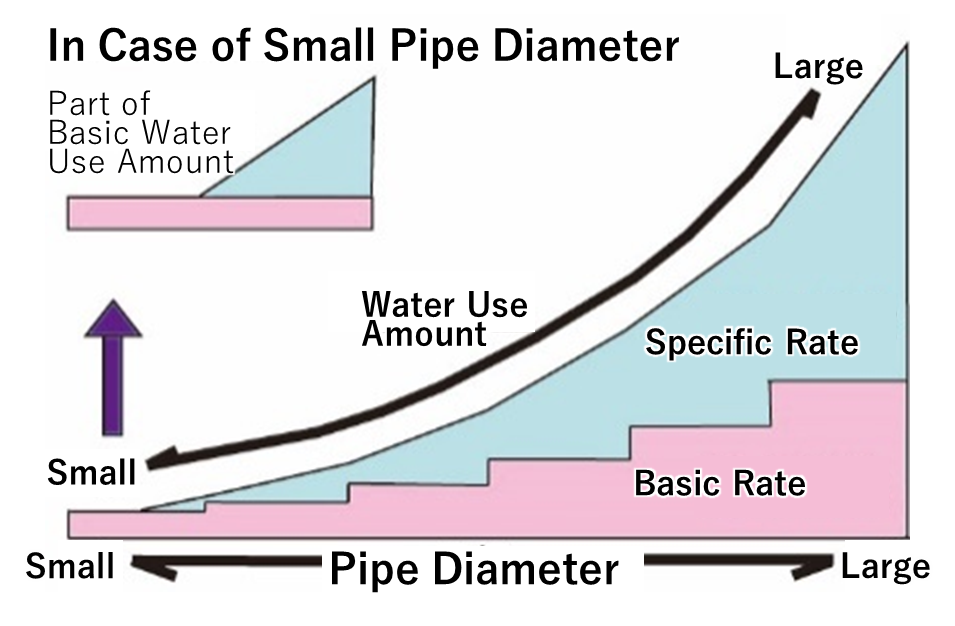 In Case of Small Pipe Diameter
Part of
Basic Water
Use Amount
Large
Water Use
Amount
Specific Rate
Small
Basic Rate
Small
Pipe Diameter
Large